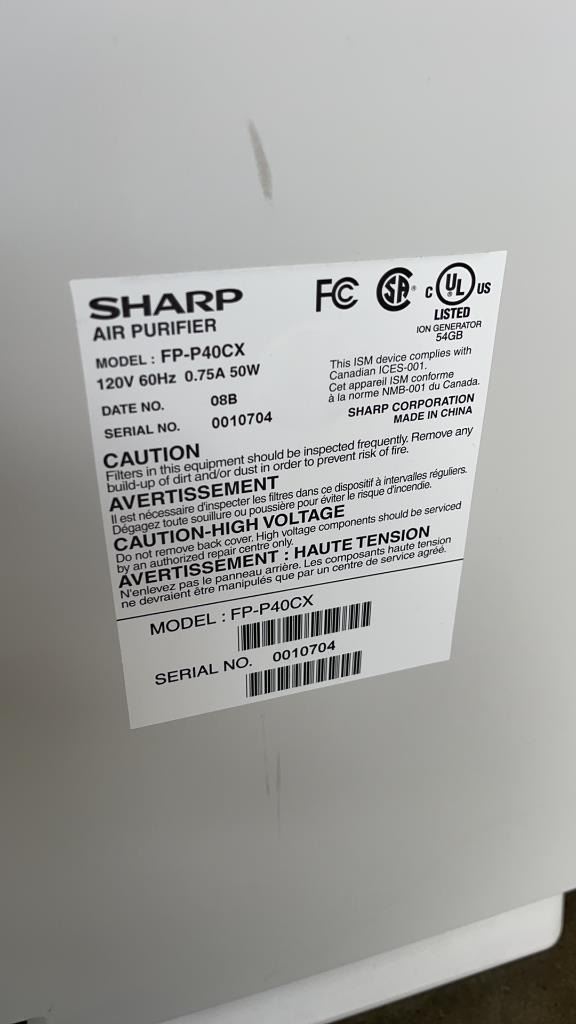 SHARP
AIR PURIFIER
MODEL : FP-P40CX
120V 60Hz 0.75A 50W
DATE NO. 08B
SERIAL NO. 0010704
FC
SA
C UL US
®
LISTED
ION GENERATOR
54GB
This ISM device complies with
Canadian ICES-001.
Cet appareil ISM conforme
à la norme NMB-001 du Canada.
SHARP CORPORATION
MADE IN CHINA
CAUTION
Filters in this equipment should be inspected frequently. Remove any
build-up of dirt and/or dust in order to prevent risk of fire.
AVERTISSEMENT
Il est nécessaire d'inspecter les filtres dans ce dispositif à intervalles réguliers.
Dégagez toute souillure ou poussière pour éviter le risque d'incendie.
CAUTION-HIGH VOLTAGE
Do not remove back cover. High voltage components should be serviced
by an authorized repair centre only.
AVERTISSEMENT : HAUTE TENSION
N'enlevez pas le panneau arrière. Les composants haute tension
ne devraient être manipulés que par un centre de service agréé.
MODEL : FP-P40CX
SERIAL NO. 0010704